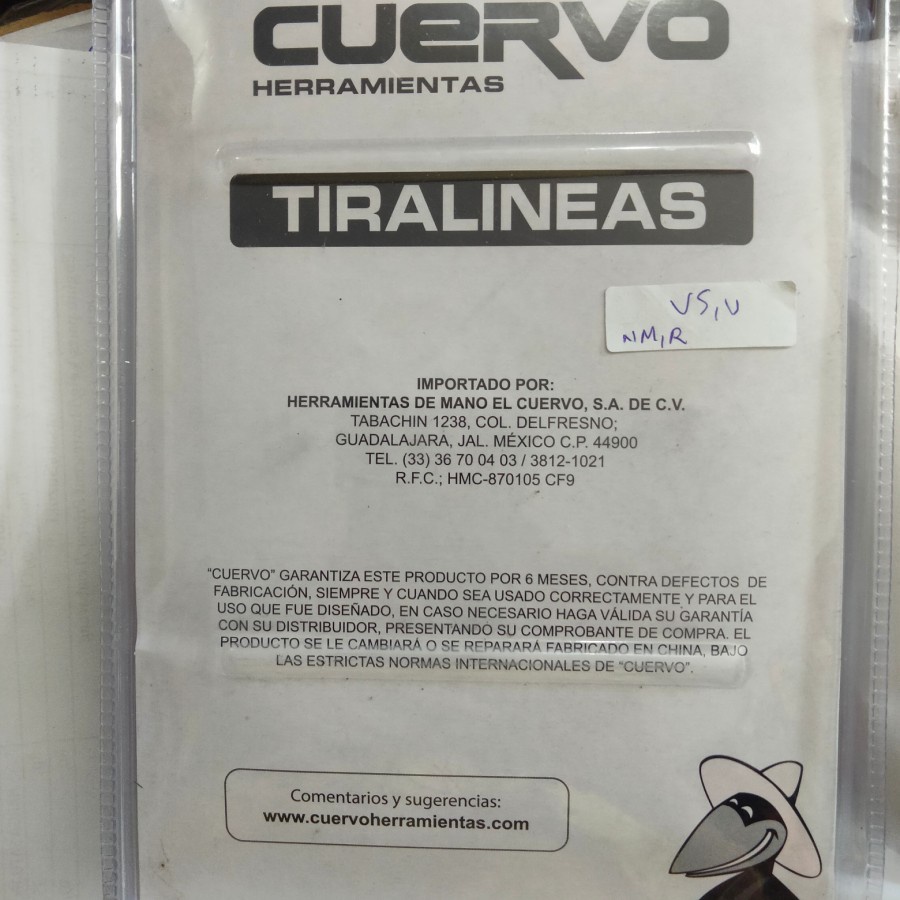 CUERVO
HERRAMIENTAS
TIRALINEAS
VS,V
NM,R
IMPORTADO POR:
HERRAMIENTAS DE MANO EL CUERVO, S.A. DE C.V.
TABACHIN 1238, COL. DELFRESNO;
GUADALAJARA, JAL. MÉXICO C.P. 44900
TEL. (33) 36 70 04 03 / 3812-1021
R.F.C.; HMC-870105 CF9
“CUERVO” GARANTIZA ESTE PRODUCTO POR 6 MESES, CONTRA DEFECTOS DE
FABRICACIÓN, SIEMPRE Y CUANDO SEA USADO CORRECTAMENTE Y PARA EL
USO QUE FUE DISEÑADO, EN CASO NECESARIO HAGA VÁLIDA SU GARANTÍA
CON SU DISTRIBUIDOR, PRESENTANDO SU COMPROBANTE DE COMPRA. EL
PRODUCTO SE LE CAMBIARÁ O SE REPARARÁ FABRICADO EN CHINA, BAJO
LAS ESTRICTAS NORMAS INTERNACIONALES DE “CUERVO”.
Comentarios y sugerencias:
www.cuervoherramientas.com